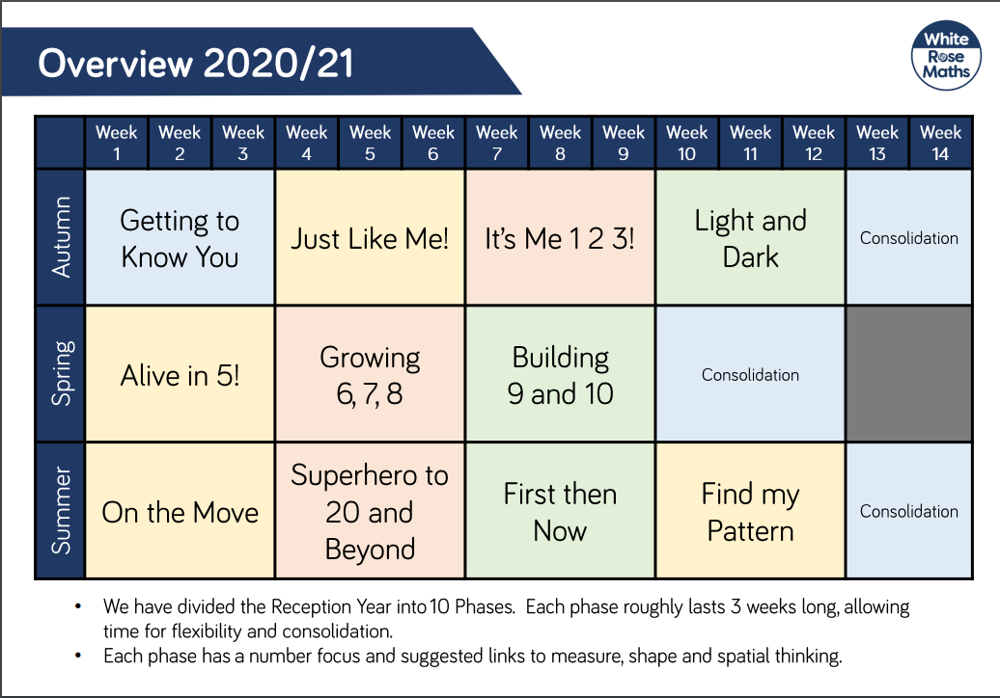 Overview 2020/21
White
Rose
Maths
Week 1 Week 2 Week 3 Week 4 Week 5 Week 6 Week 7 Week 8 Week 9 Week 10 Week 11 Week 12 Week 13 Week 14
Autumn
Getting to
Know You
Just Like Me!
It's Me 1 2 3!
Light and
Dark
Consolidation
Spring
Alive in 5!
Growing
6, 7, 8
Building
9 and 10
Consolidation
Summer
On the Move
Superhero to
20 and
Beyond
First then
Now
Find my
Pattern
Consolidation
• We have divided the Reception Year into 10 Phases. Each phase roughly lasts 3 weeks long, allowing
time for flexibility and consolidation.
• Each phase has a number focus and suggested links to measure, shape and spatial thinking.